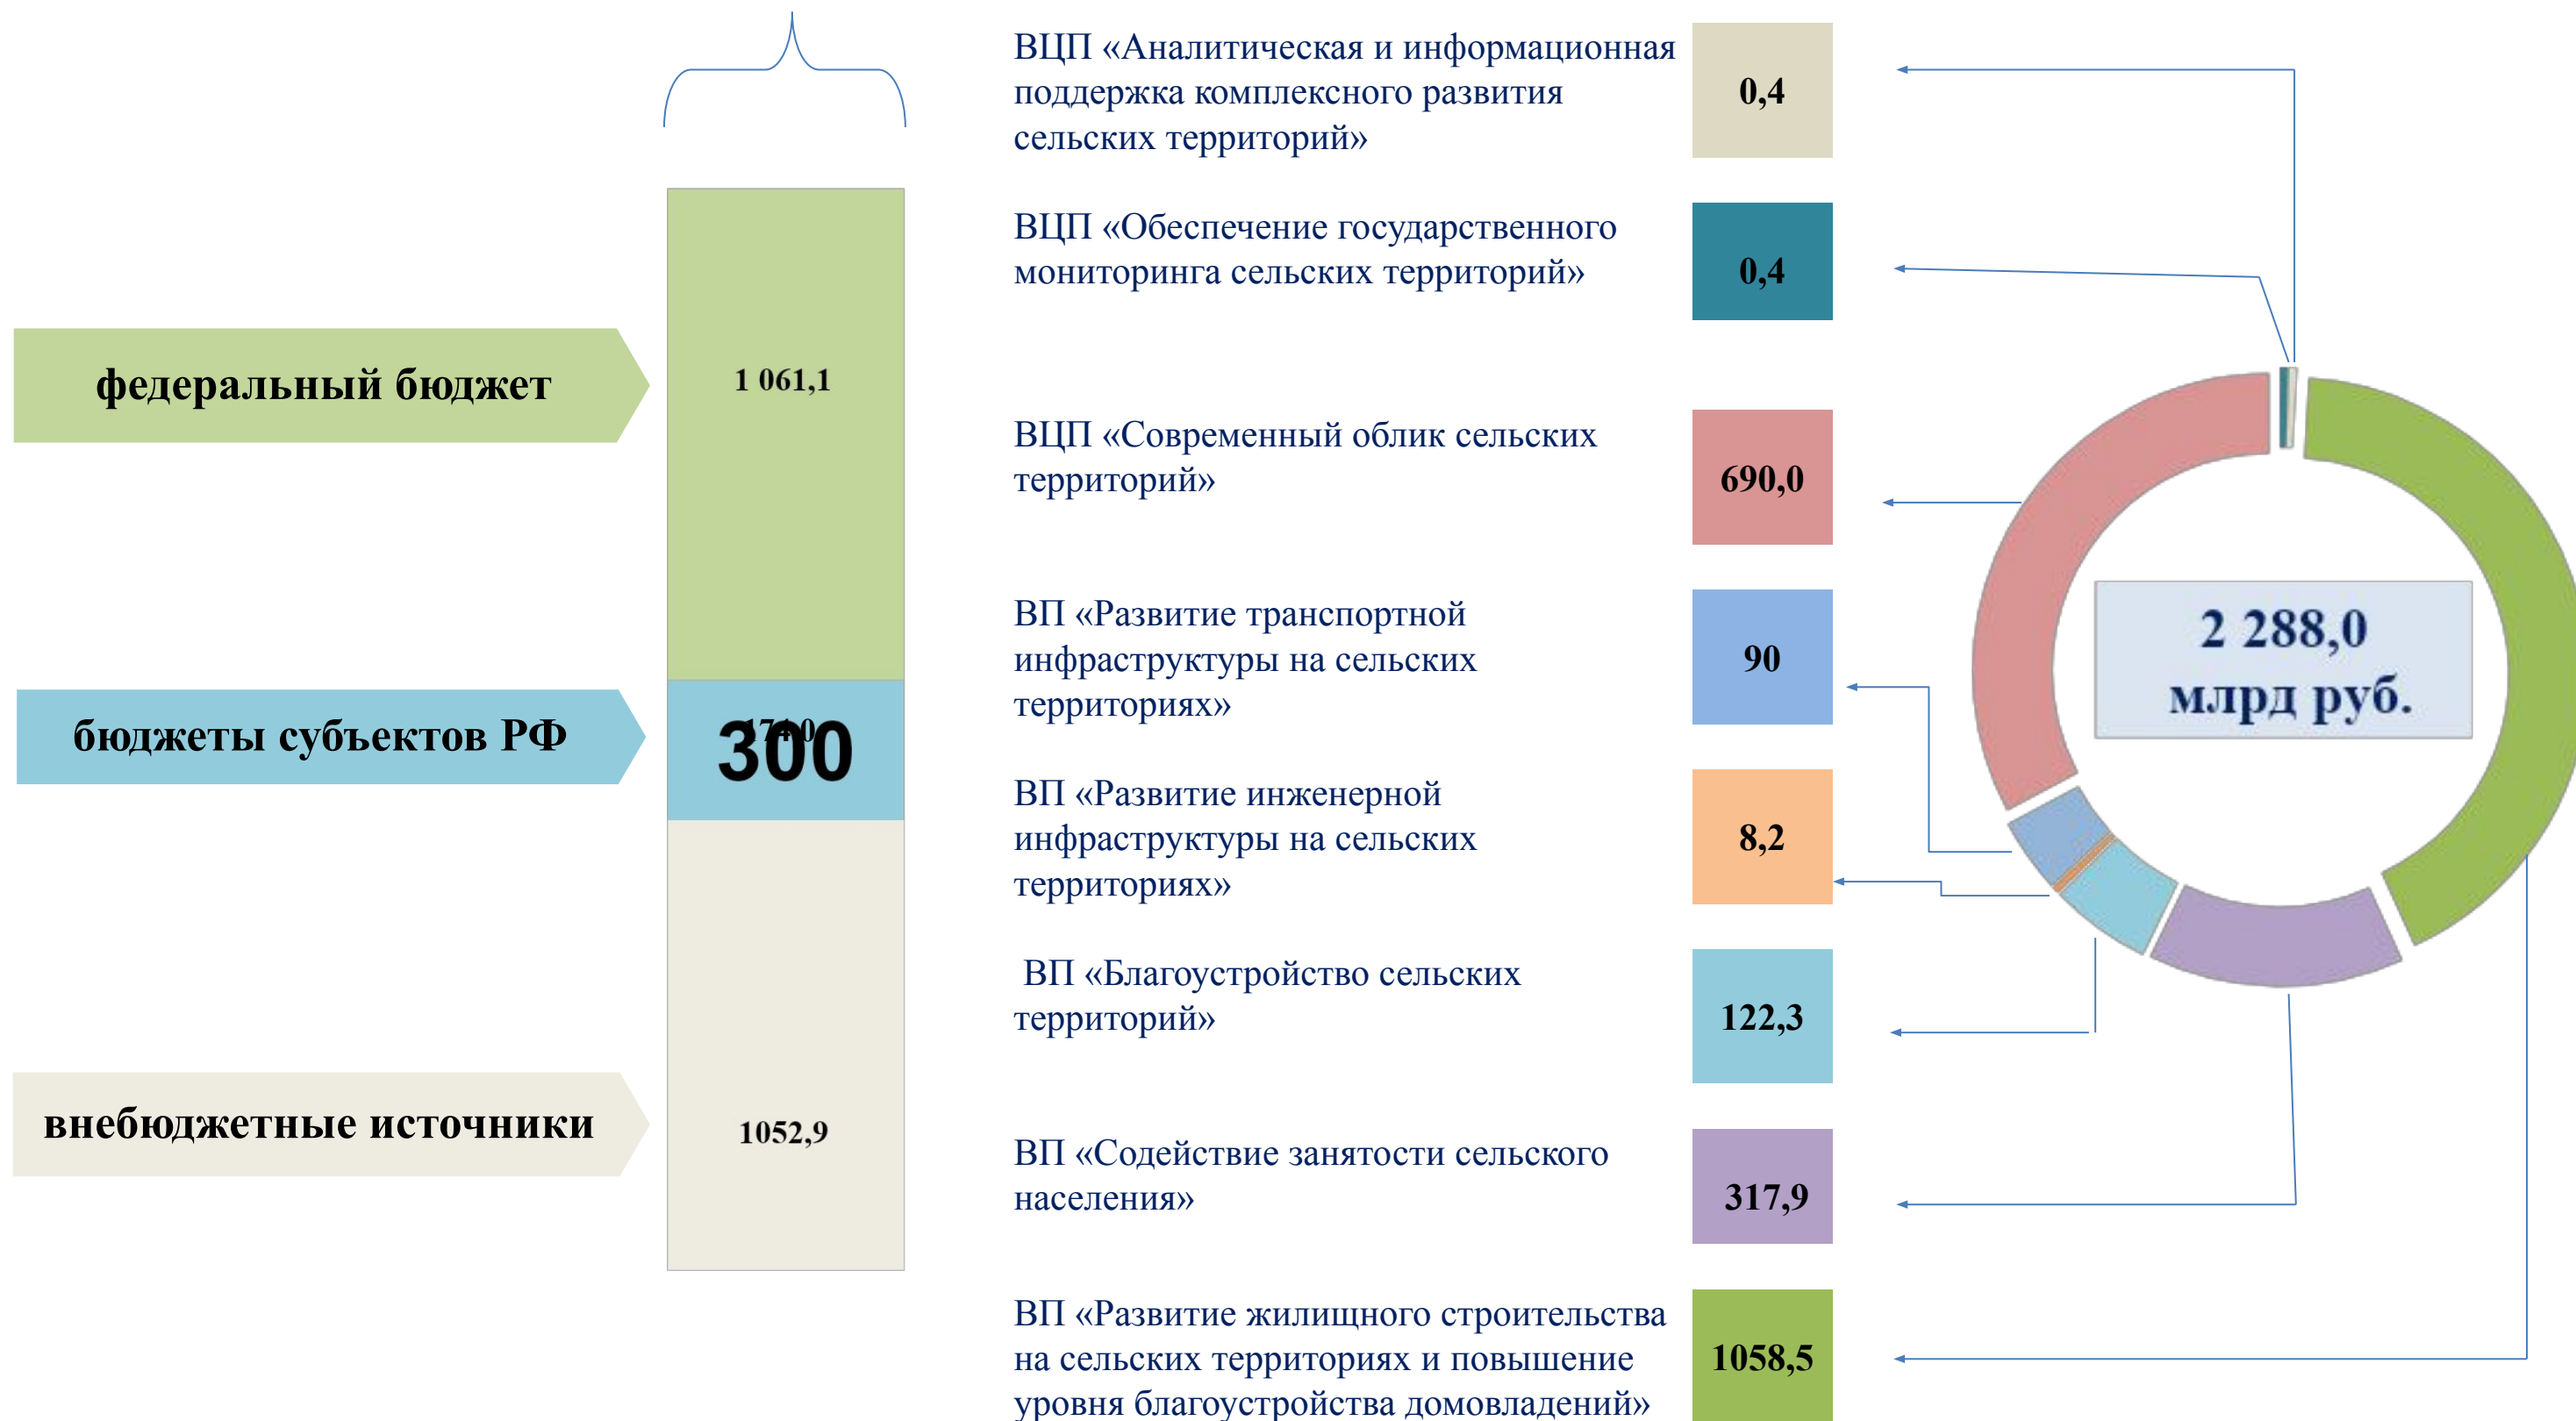 федеральный бюджет
бюджеты субъектов РФ
внебюджетные источники
1 061,1
174,0
300
1052,9
ВЦП «Аналитическая и информационная
поддержка комплексного развития
сельских территорий»
0,4
ВЦП «Обеспечение государственного
мониторинга сельских территорий»
0,4
ВЦП «Современный облик сельских
территорий»
690,0
ВП «Развитие транспортной
инфраструктуры на сельских
территориях»
90
ВП «Развитие инженерной
инфраструктуры на сельских
территориях»
8,2
ВП «Благоустройство сельских
территорий»
122,3
ВП «Содействие занятости сельского
населения»
317,9
ВП «Развитие жилищного строительства
на сельских территориях и повышение
уровня благоустройства домовладений»
1058,5
2 288,0
млрд руб.